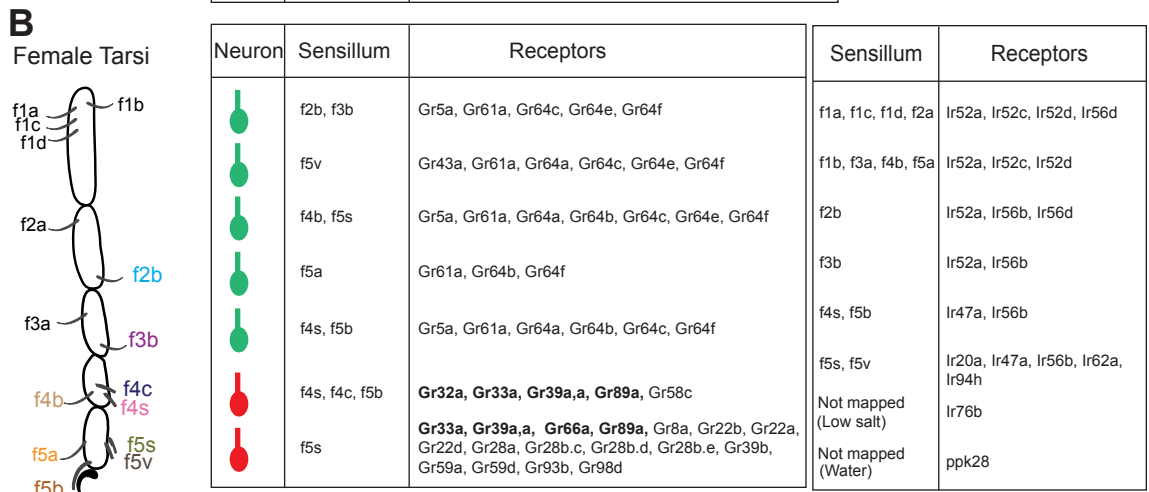 B
Female Tarsi
f1a
f1b
f1c
f1d
f2a
f2b
f3a
f3b
f4c
f4b
f4s
f5s
f5a
f5v
f5b
Neuron Sensillum Receptors
f2b, f3b Gr5a, Gr61a, Gr64c, Gr64e, Gr64f
f5v Gr43a, Gr61a, Gr64a, Gr64c, Gr64e, Gr64f
f4b, f5s Gr5a, Gr61a, Gr64a, Gr64b, Gr64c, Gr64e, Gr64f
f5a Gr61a, Gr64b, Gr64f
f4s, f5b Gr5a, Gr61a, Gr64a, Gr64b, Gr64c, Gr64f
f4s, f4c, f5b Gr32a, Gr33a, Gr39a,a, Gr89a, Gr58c
Gr33a, Gr39a,a, Gr66a, Gr89a, Gr8a, Gr22b, Gr22a,
f5s Gr22d, Gr28a, Gr28b.c, Gr28b.d, Gr28b.e, Gr39b,
Gr59a, Gr59d, Gr93b, Gr98d
Sensillum Receptors
f1a, f1c, f1d, f2a Ir52a, Ir52c, Ir52d, Ir56d
f1b, f3a, f4b, f5a Ir52a, Ir52c, Ir52d
f2b Ir52a, Ir56b, Ir56d
f3b Ir52a, Ir56b
f4s, f5b Ir47a, Ir56b
f5s, f5v Ir20a, Ir47a, Ir56b, Ir62a,
Ir94h
Not mapped
(Low salt) Ir76b
Not mapped
(Water) ppk28